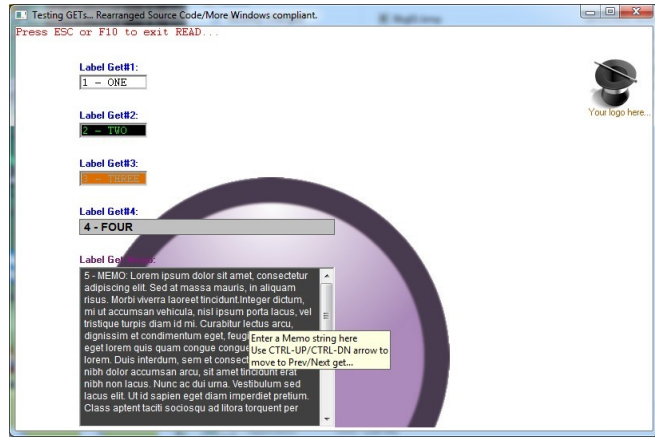 Testing GETs... Rearranged Source Code/More Windows compliant.
Press ESC or F10 to exit READ...
Label Get#1:
1 - ONE
Your logo here...
Label Get#2:
2 - TWO
Label Get#3:
3 - THREE
Label Get#4:
4 - FOUR
Label Get
5 - MEMO: Lorem ipsum dolor sit amet, consectetur
adipiscing elit. Sed at massa mauris, in aliquam
risus. Morbi viverra laoreet tincidunt.Integer dictum,
mi ut accumsan vehicula, nisl ipsum porta lacus, vel
tristique turpis diam id mi. Curabitur lectus arcu,
dignissim et condimentum eget, feugi
eget lorem quis quam congue congue
lorem. Duis interdum, sem et consect
nibh dolor accumsan arcu, sit amet tincidunt erat
nibh non lacus. Nunc ac dui urna. Vestibulum sed
lacus elit. Ut id sapien eget diam imperdiet pretium.
Class aptent taciti sociosqu ad litora torquent per
Enter a Memo string here
Use CTRL-UP/CTRL-DN arrow to
move to Prev/Next get...